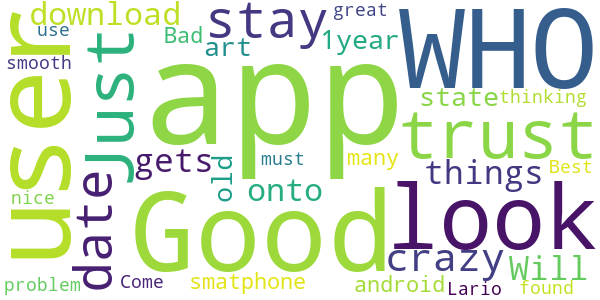 download
stay
great
WHO
user
use
Bad
art
1year
smooth
Just
app
state
thinking
trust
gets
must
many
things
Best
date
old
onto
nice
Good
look
crazy
Will
problem
Come
smatphone
android
Lario
found